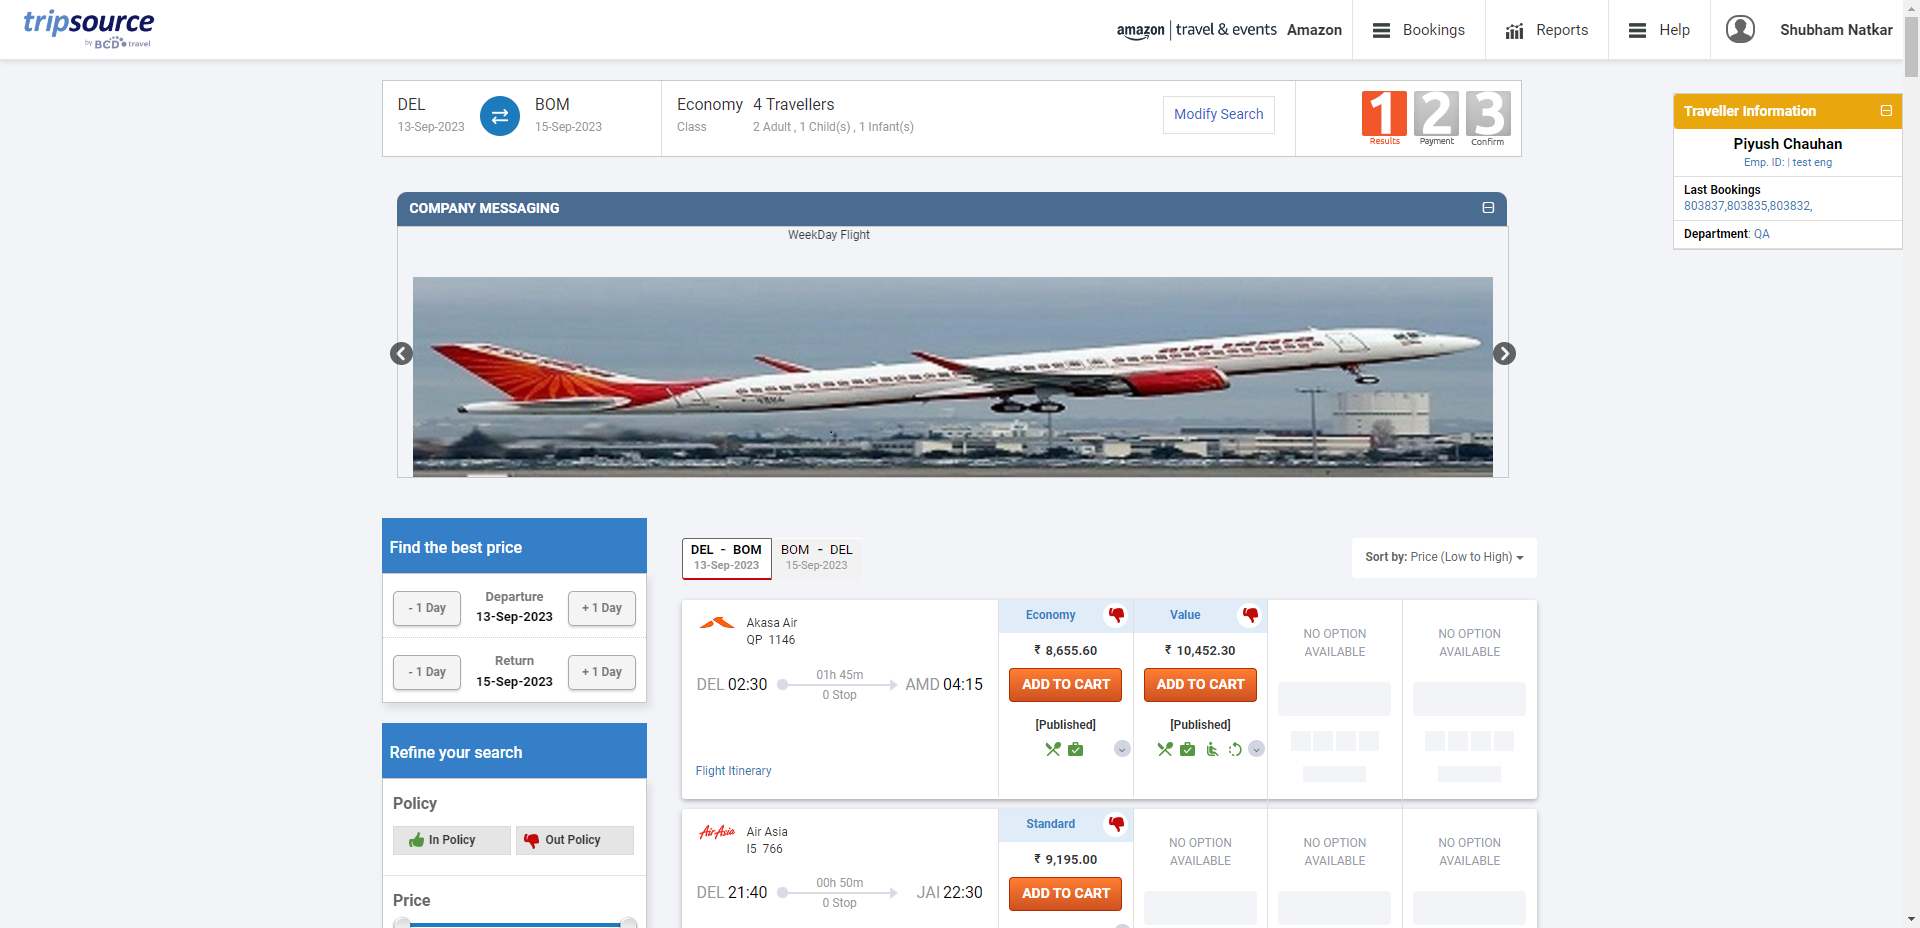 tripsource
by BCD travel
amazon | travel & events Amazon
Bookings
Reports
Help
Shubham Natkar
DEL
13-Sep-2023
BOM
15-Sep-2023
Economy
Class
4 Travellers
2 Adult , 1 Child(s) , 1 Infant(s)
Modify Search
1
Results
2
Payment
3
Confirm
Traveller Information
Piyush Chauhan
Emp. ID: | test eng
Last Bookings
803837,803835,803832,
Department: QA
COMPANY MESSAGING
WeekDay Flight
Find the best price
- 1 Day
Departure
13-Sep-2023
+ 1 Day
- 1 Day
Return
15-Sep-2023
+ 1 Day
Refine your search
Policy
In Policy
Out Policy
Price
DEL - BOM
13-Sep-2023
BOM - DEL
15-Sep-2023
Sort by: Price (Low to High)
Akasa Air
QP 1146
DEL 02:30
01h 45m
0 Stop
AMD 04:15
Flight Itinerary
Economy
₹ 8,655.60
ADD TO CART
[Published]
Value
₹ 10,452.30
ADD TO CART
[Published]
NO OPTION
AVAILABLE
NO OPTION
AVAILABLE
AirAsia
Air Asia
I5 766
DEL 21:40
00h 50m
0 Stop
JAI 22:30
Standard
₹ 9,195.00
ADD TO CART
NO OPTION
AVAILABLE
NO OPTION
AVAILABLE
NO OPTION
AVAILABLE